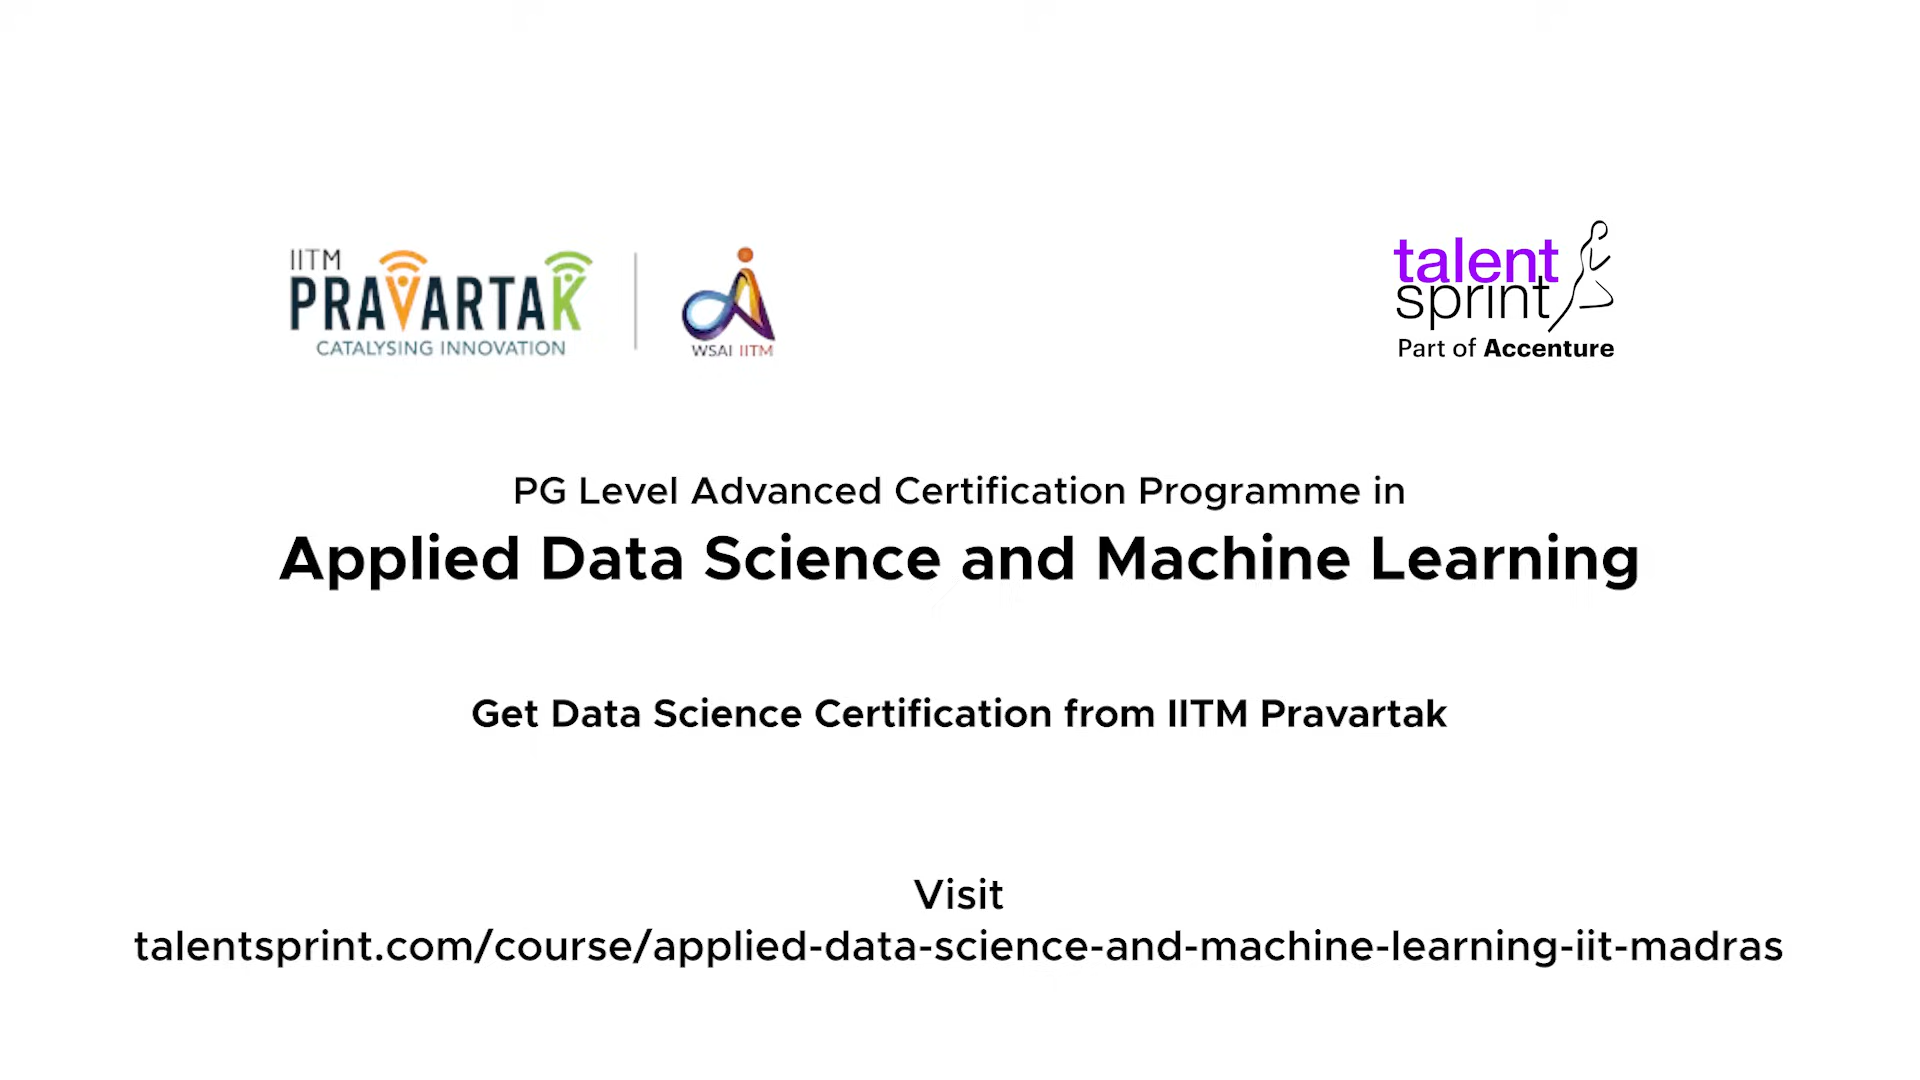 IITM
PRAVARTAK
CATALYSING INNOVATION
WSAI IITM
talent
sprint
Part of Accenture
PG Level Advanced Certification Programme in
Applied Data Science and Machine Learning
Get Data Science Certification from IITM Pravartak
Visit
talentsprint.com/course/applied-data-science-and-machine-learning-iit-madras